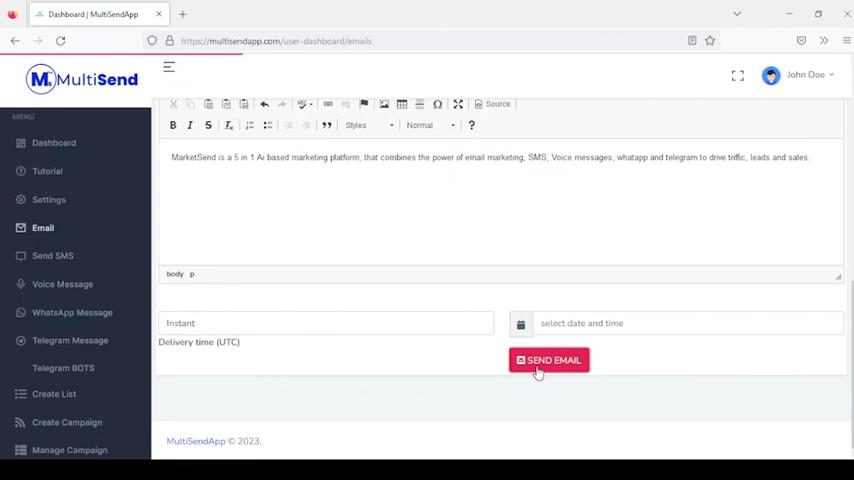 Dashboard | MultiSendApp
https://multisendapp.com/user-dashboard/emails
M. MultiSend
John Doe
MENU
Dashboard
Tutorial
Settings
Email
Send SMS
Voice Message
WhatsApp Message
Telegram Message
Telegram BOTS
Create List
Create Campaign
Manage Campaign
Source
B I S Tx Styles Normal ?
MarketSend is a 5 in 1 Ai based marketing platform, that combines the power of email marketing, SMS, Voice messages, whatapp and telegram to drive triffic, leads and sales.
body p
Instant
select date and time
Delivery time (UTC)
SEND EMAIL
MultiSendApp © 2023.